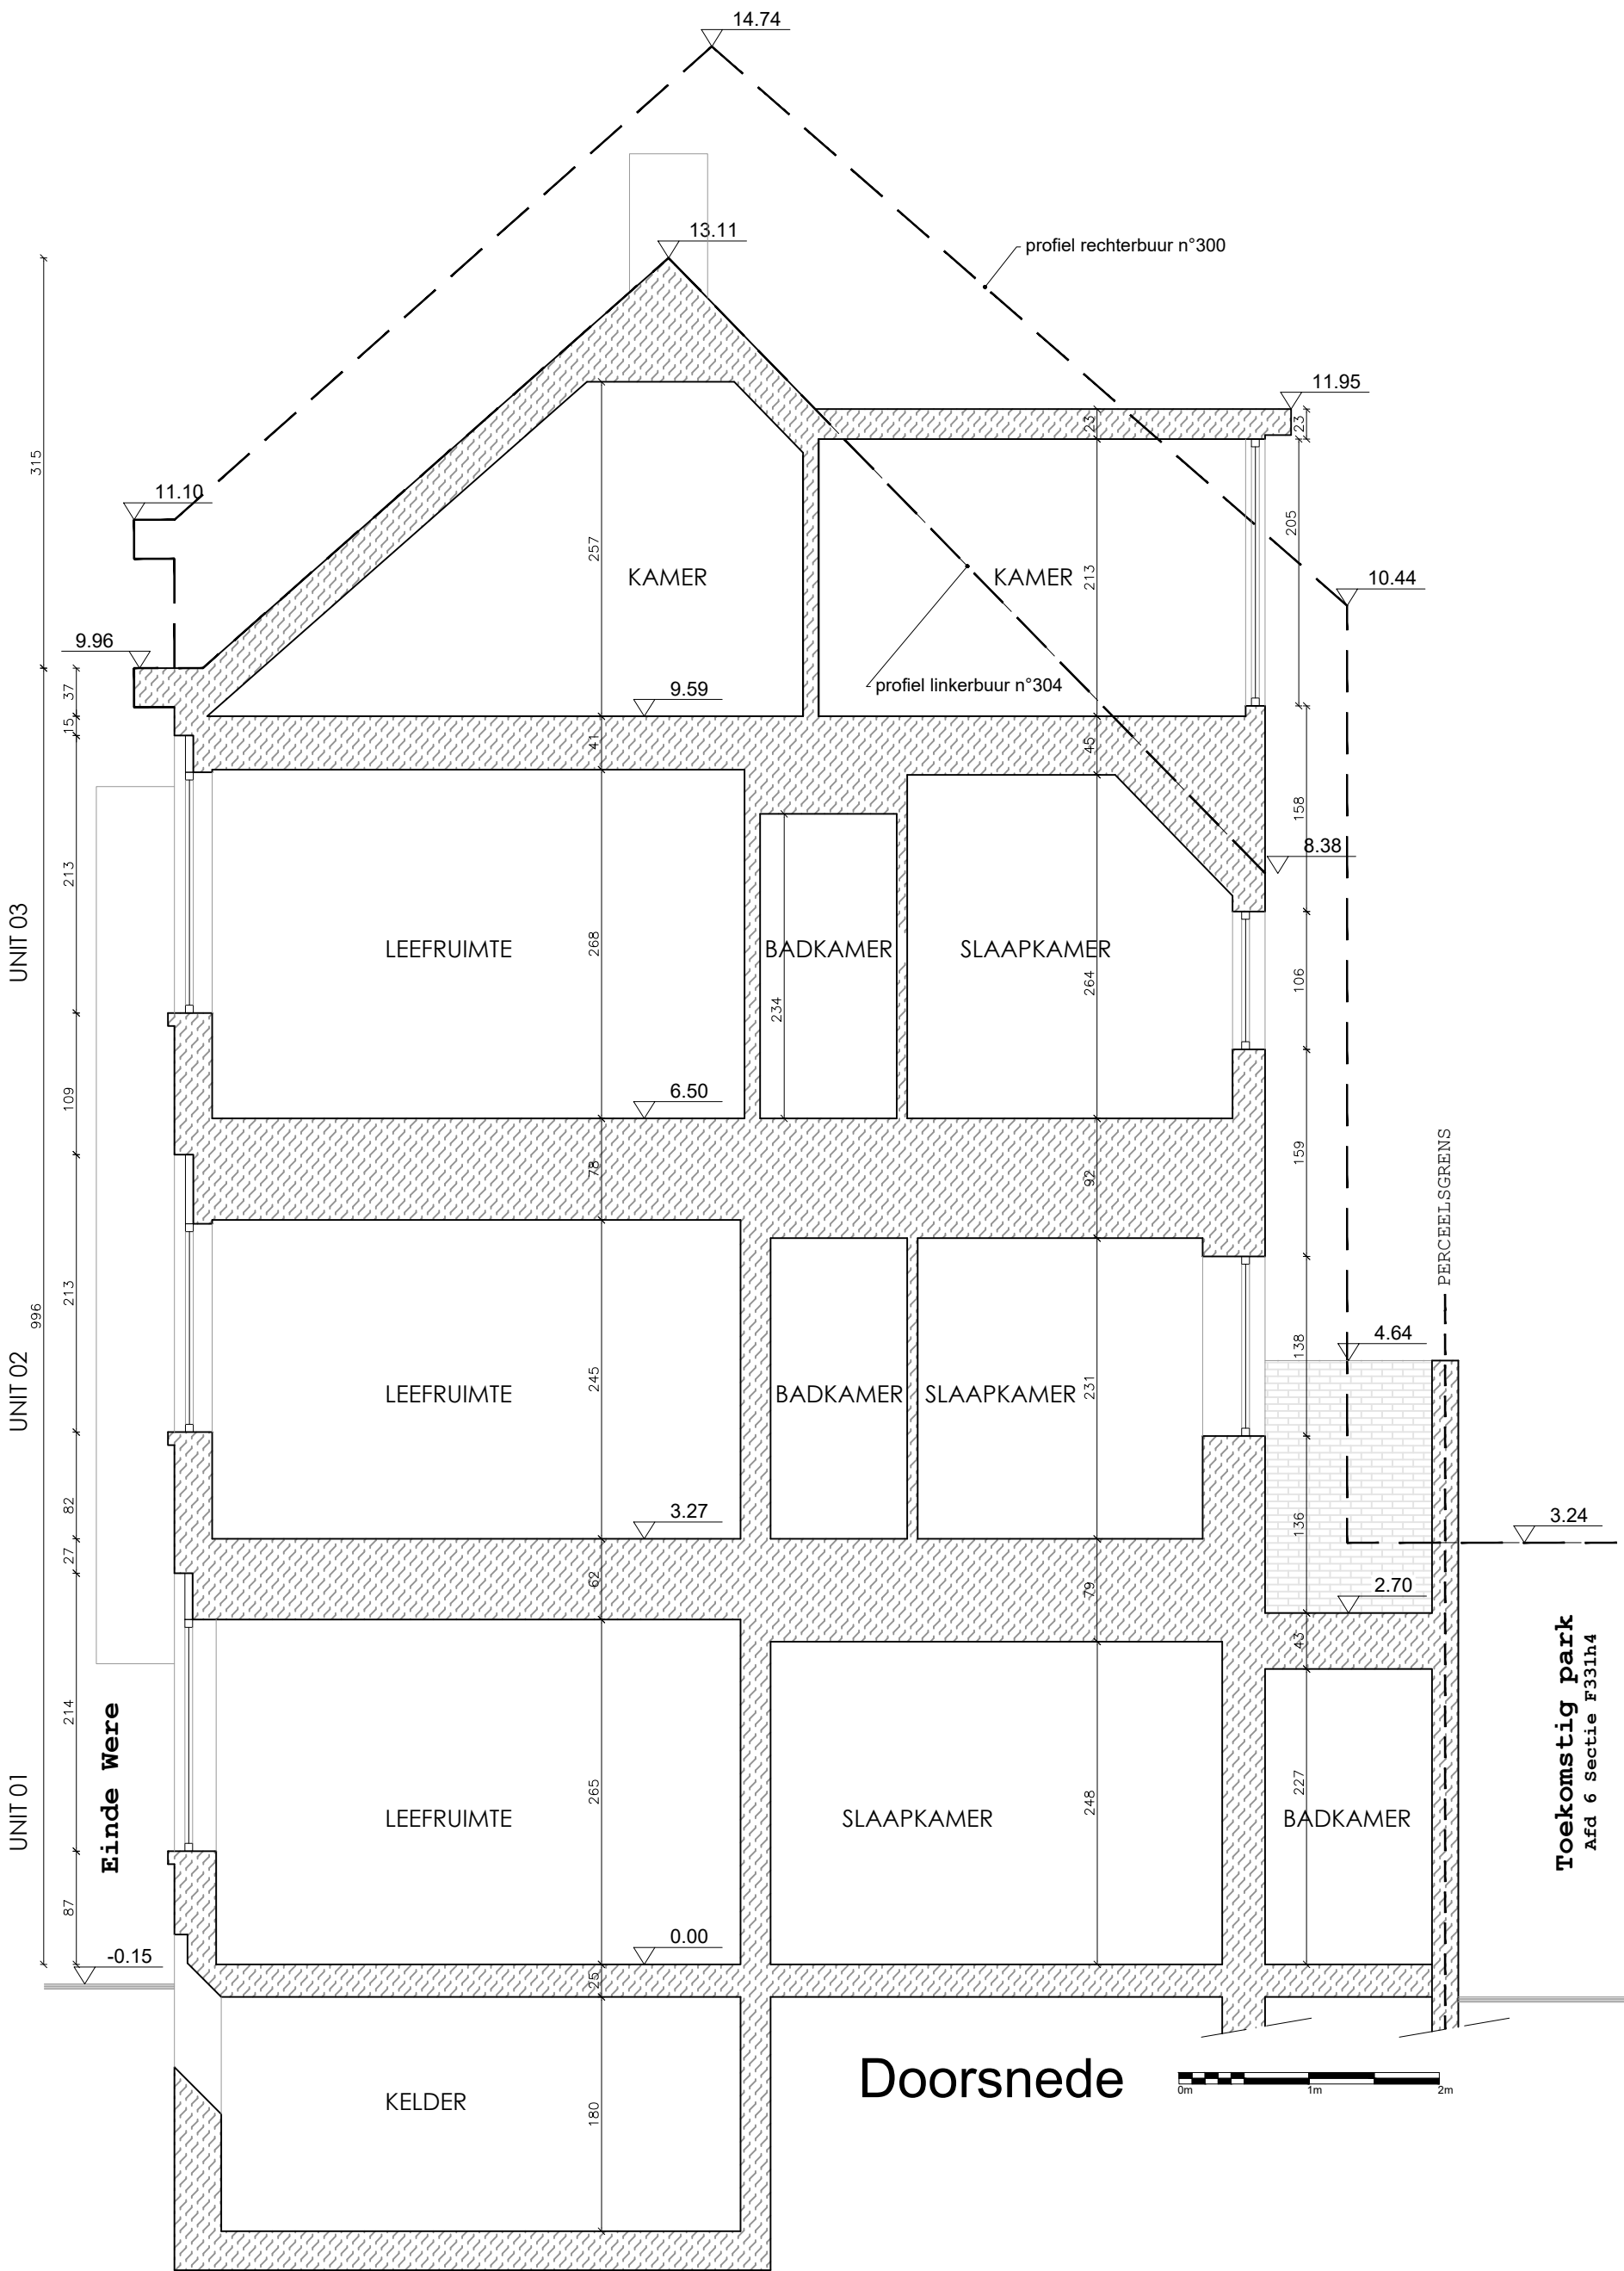 14.74
profiel rechterbuur n°300
13.11
11.95
23
23
315
11.10
205
257
KAMER
KAMER
213
10.44
9.96
37
15
9.59
profiel linkerbuur n°304
41
45
158
8.38
213
UNIT 03
LEEFRUIMTE
268
BADKAMER
SLAAPKAMER
264
106
234
109
6.50
159
78
92
PERCEELSGRENS
213
996
UNIT 02
LEEFRUIMTE
245
BADKAMER
SLAAPKAMER
231
138
4.64
82
27
3.27
136
3.24
62
79
2.70
43
214
Einde Were
UNIT 01
LEEFRUIMTE
265
SLAAPKAMER
248
227
BADKAMER
Toekomstig park
Afd 6 Sectie F331h4
87
-0.15
0.00
25
KELDER
180
Doorsnede
0m
1m
2m